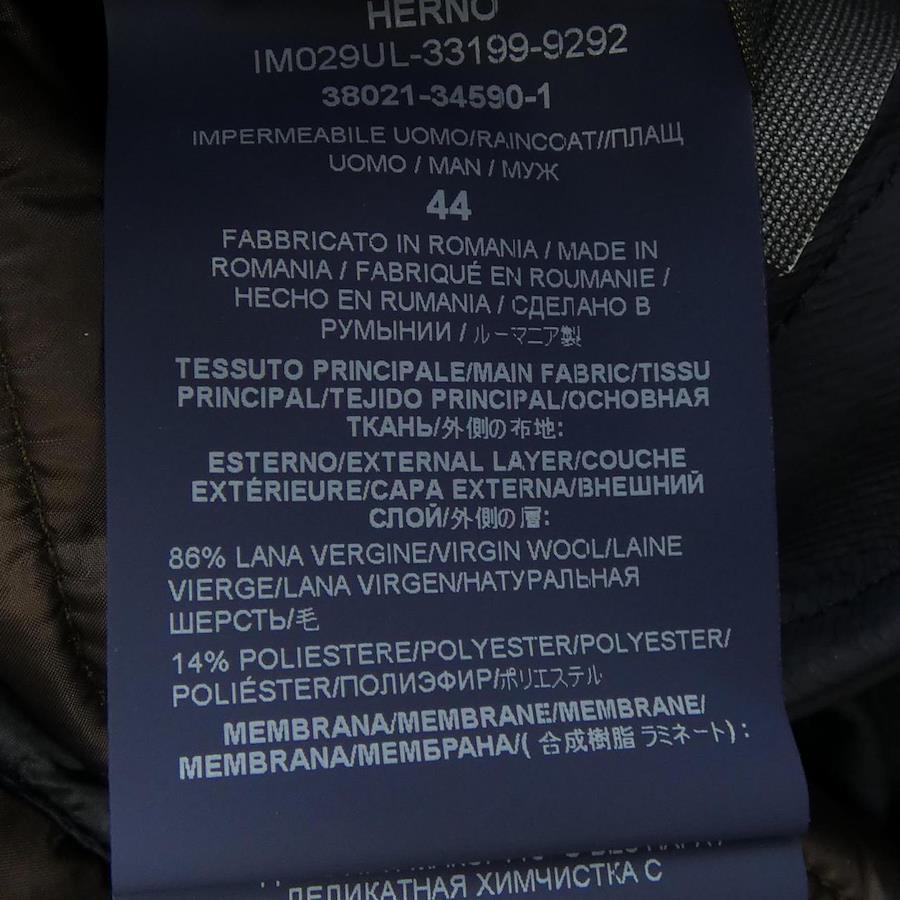 HERNO
IM029UL-33199-9292
38021-34590-1
IMPERMEABILE UOMO/RAINCOAT//ПЛАЩ
UOMO / MAN / МУЖ
44
FABBRICATO IN ROMANIA / MADE IN
ROMANIA / FABRIQUÉ EN ROUMANIE /
HECHO EN RUMANIA / СДЕЛАНО В
РУМЫНИИ / ルーマニア製
TESSUTO PRINCIPALE/MAIN FABRIC/TISSU
PRINCIPAL/TEJIDO PRINCIPAL/ОСНОВНАЯ
ТКАНЬ/外側の布地:
ESTERNO/EXTERNAL LAYER/COUCHE
EXTÉRIEURE/CAPA EXTERNA/ВНЕШНИЙ
СЛОЙ/外側の層:
86% LANA VERGINE/VIRGIN WOOL/LAINE
VIERGE/LANA VIRGEN/НАТУРАЛЬНАЯ
ШЕРСТЬ/毛
14% POLIESTERE/POLYESTER/POLYESTER/
POLIÉSTER/ПОЛИЭФИР/ポリエステル
MEMBRANA/MEMBRANE/MEMBRANE/
MEMBRANA/МЕМБРАНА/(合成樹脂ラミネート):
ДЕЛИКАТНАЯ ХИМЧИСТКА С